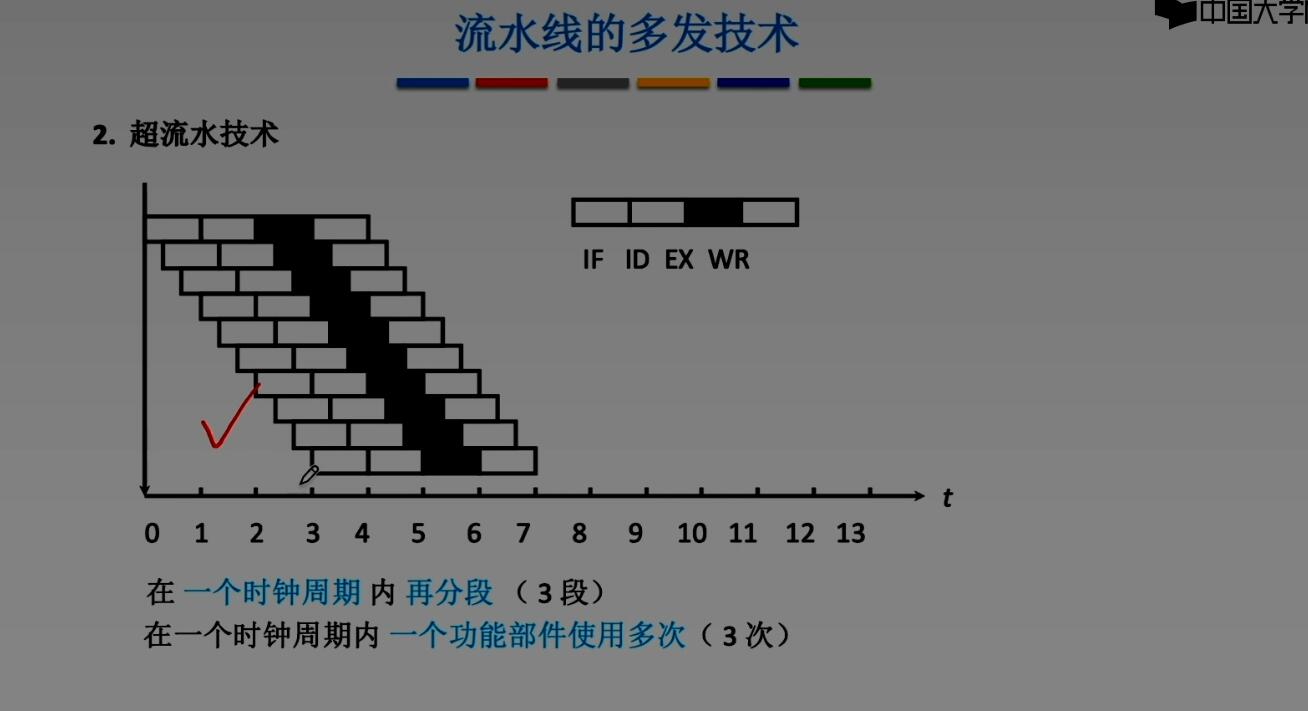 中国大学
流水线的多发技术
2. 超流水技术
IF ID EX WR
t
0 1 2 3 4 5 6 7 8 9 10 11 12 13
在 一个时钟周期 内 再分段 （ 3 段）
在一个时钟周期内 一个功能部件使用多次（ 3 次）